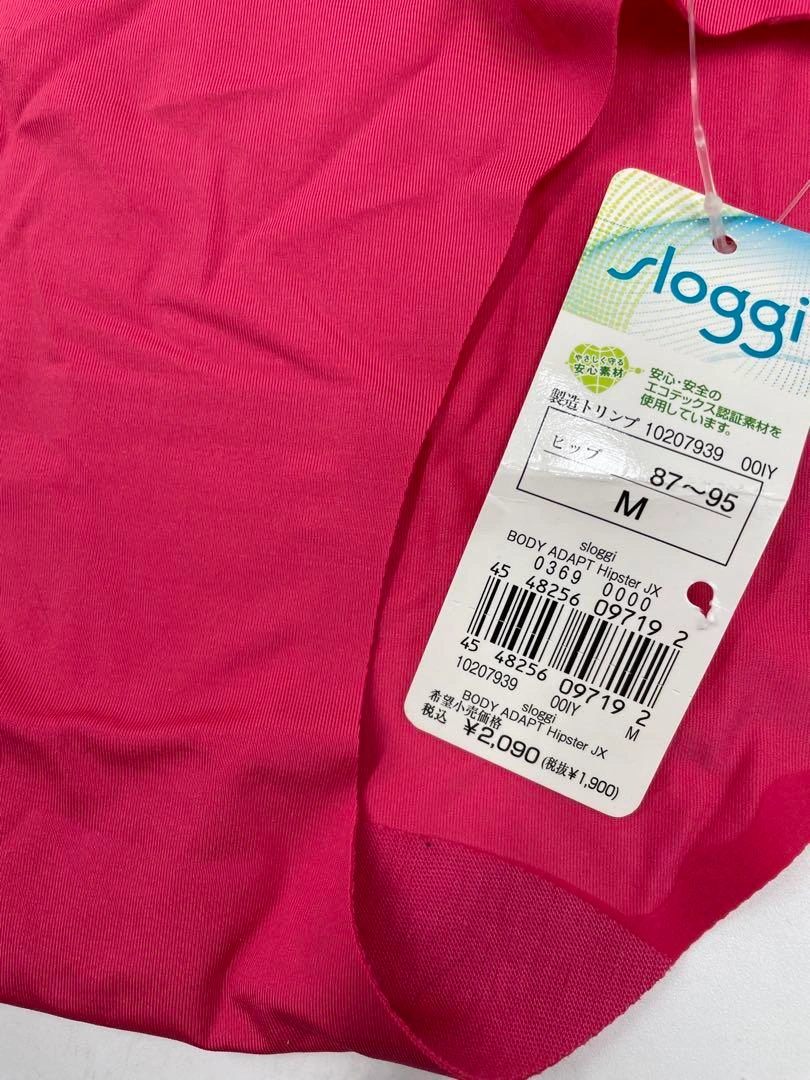 sloggi
やさしく守る
安心素材
安心・安全の
エコテックス認証素材を
使用しています。
製造トリンプ 10207939 00IY
ヒップ 87～95
M
sloggi
BODY ADAPT Hipster JX
0369 0000
45 48256 09719 2
45 48256 09719 2
10207939 00IY M
sloggi
BODY ADAPT Hipster JX
希望小売価格
税込 ¥2,090 (税抜¥1,900)